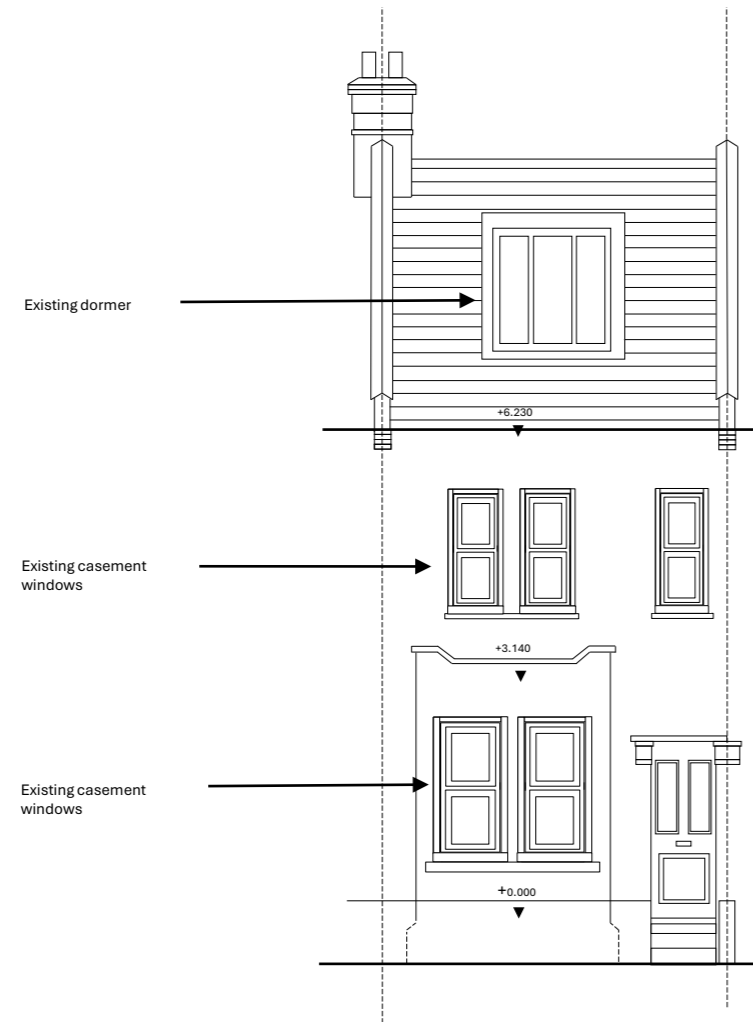 Existing dormer
+6.230
Existing casement
windows
+3.140
Existing casement
windows
+0.000